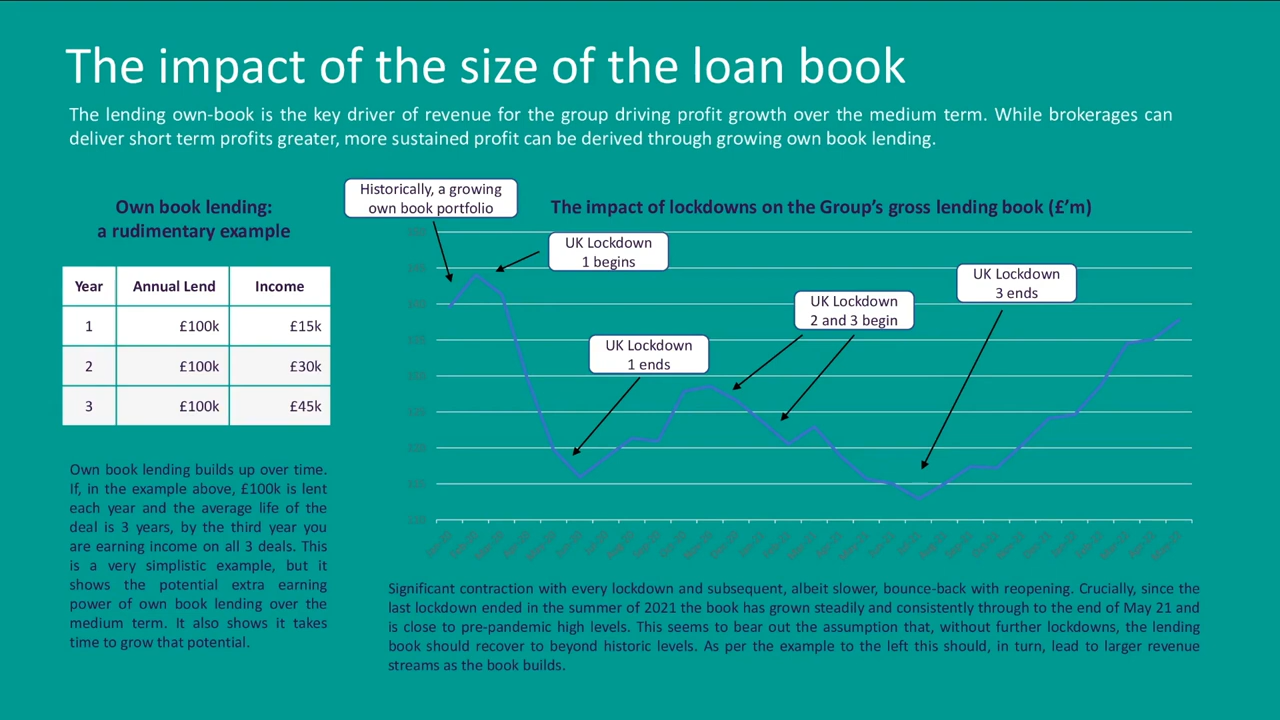 The impact of the size of the loan book
The lending own-book is the key driver of revenue for the group driving profit growth over the medium term. While brokerages can
deliver short term profits greater, more sustained profit can be derived through growing own book lending.
Own book lending:
a rudimentary example
Year Annual Lend Income
1 £100k £15k
2 £100k £30k
3 £100k £45k
Own book lending builds up over time.
If, in the example above, £100k is lent
each year and the average life of the
deal is 3 years, by the third year you
are earning income on all 3 deals. This
is a very simplistic example, but it
shows the potential extra earning
power of own book lending over the
medium term. It also shows it takes
time to grow that potential.
Historically, a growing
own book portfolio
The impact of lockdowns on the Group's gross lending book (£'m)
UK Lockdown
1 begins
UK Lockdown
1 ends
UK Lockdown
2 and 3 begin
UK Lockdown
3 ends
Significant contraction with every lockdown and subsequent, albeit slower, bounce-back with reopening. Crucially, since the
last lockdown ended in the summer of 2021 the book has grown steadily and consistently through to the end of May 21 and
is close to pre-pandemic high levels. This seems to bear out the assumption that, without further lockdowns, the lending
book should recover to beyond historic levels. As per the example to the left this should, in turn, lead to larger revenue
streams as the book builds.